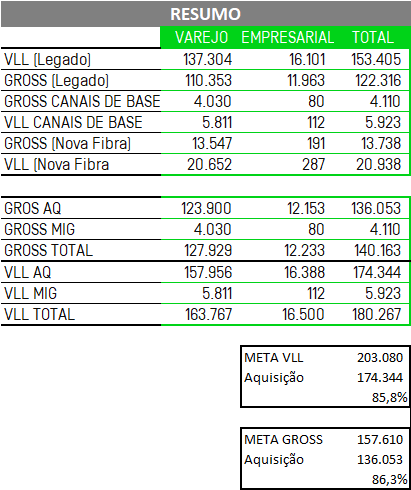 RESUMO
VAREJO EMPRESARIAL TOTAL
VLL (Legado) 137.304 16.101 153.405
GROSS (Legado) 110.353 11.963 122.316
GROSS CANAIS DE BASE 4.030 80 4.110
VLL CANAIS DE BASE 5.811 112 5.923
GROSS (Nova Fibra) 13.547 191 13.738
VLL (Nova Fibra 20.652 287 20.938
GROS AQ 123.900 12.153 136.053
GROSS MIG 4.030 80 4.110
GROSS TOTAL 127.929 12.233 140.163
VLL AQ 157.956 16.388 174.344
VLL MIG 5.811 112 5.923
VLL TOTAL 163.767 16.500 180.267
META VLL 203.080
Aquisição 174.344
85,8%
META GROSS 157.610
Aquisição 136.053
86,3%